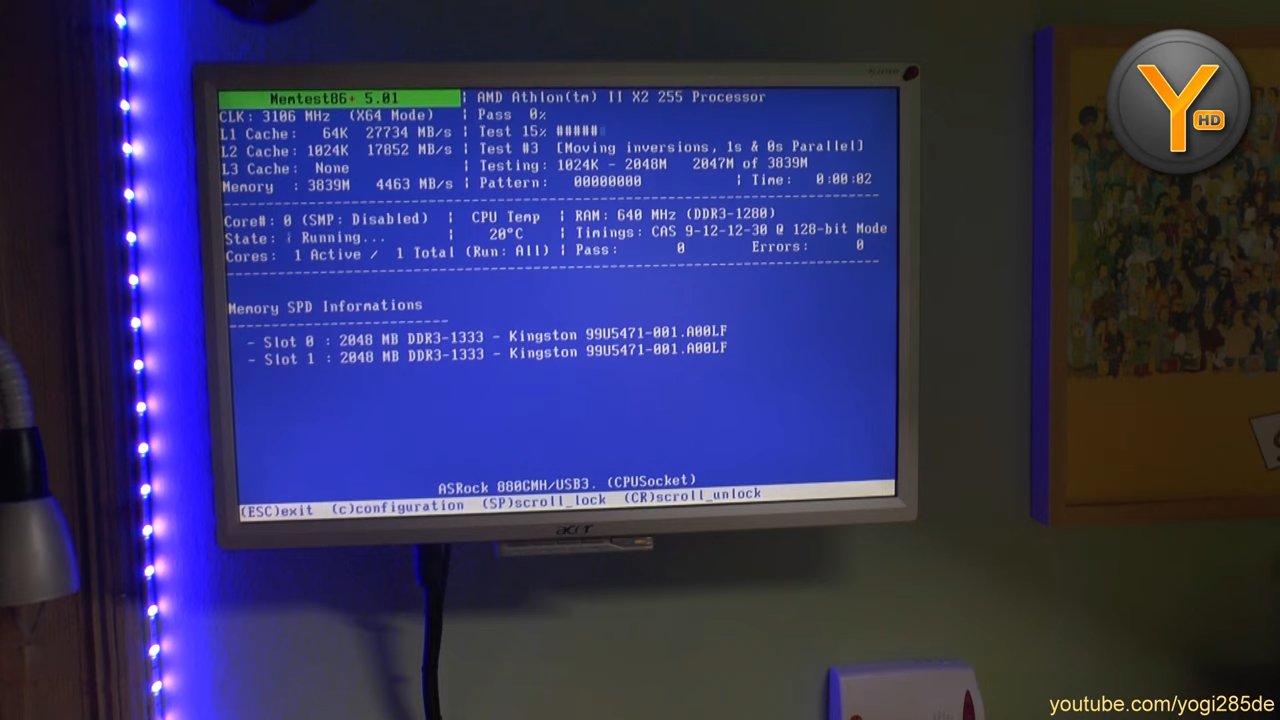 Memtest86+ 5.01 | AMD Athlon(tm) II X2 255 Processor
CLK: 3106 MHz (X64 Mode) | Pass 0%
L1 Cache: 64K 27734 MB/s | Test 15% #####
L2 Cache: 1024K 17852 MB/s | Test #3 [Moving inversions, 1s & 0s Parallel]
L3 Cache: None | Testing: 1024K - 2048M 2047M of 3839M
Memory : 3839M 4463 MB/s | Pattern: 00000000 | Time: 0:00:02
Core#: 0 (SMP: Disabled) | CPU Temp | RAM: 640 MHz (DDR3-1280)
State: Running... | 20°C | Timings: CAS 9-12-12-30 @ 128-bit Mode
Cores: 1 Active / 1 Total (Run: All) | Pass: 0 Errors: 0
Memory SPD Informations
- Slot 0 : 2048 MB DDR3-1333 - Kingston 99U5471-001.A00LF
- Slot 1 : 2048 MB DDR3-1333 - Kingston 99U5471-001.A00LF
ASRock 880GMH/USB3. (CPUSocket)
(ESC)exit (c)configuration (SP)scroll_lock (CR)scroll_unlock
acer
Y HD
youtube.com/yogi285de